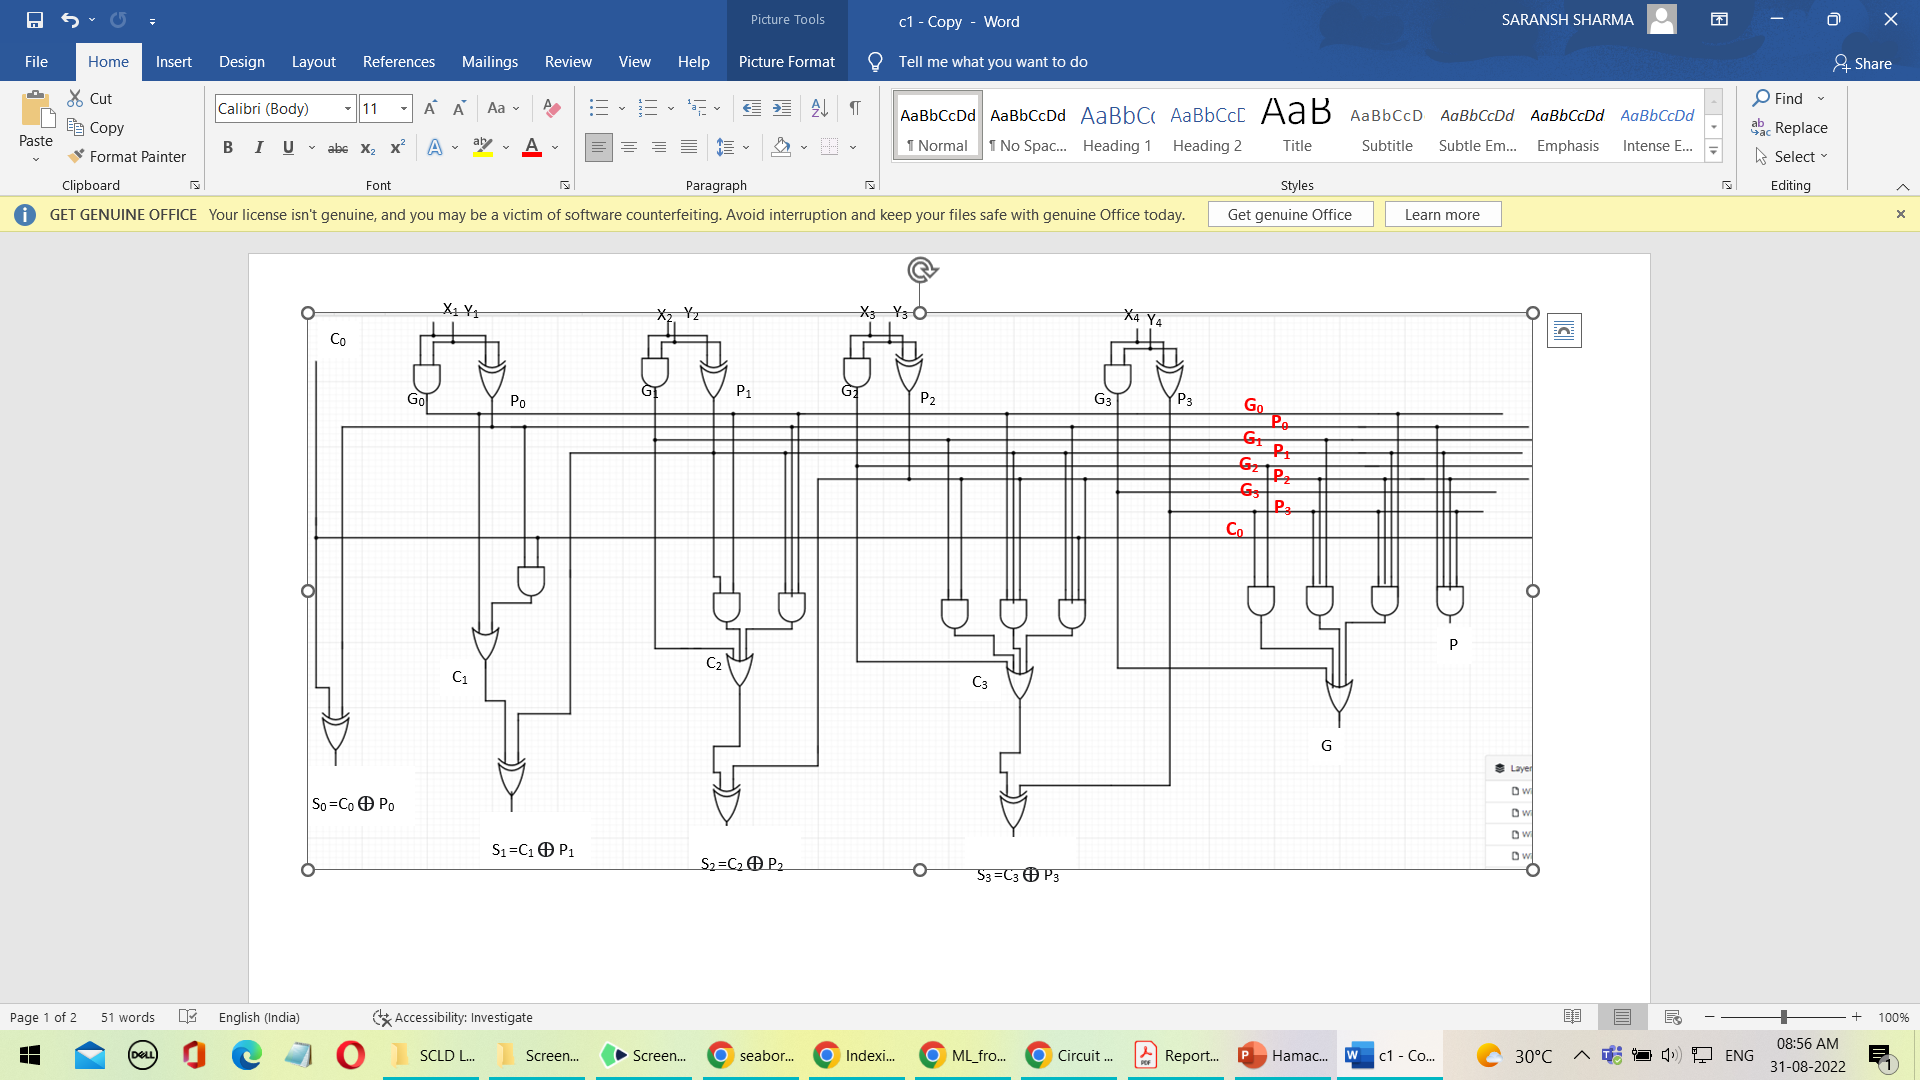 Picture Tools
c1 - Copy - Word
SARANSH SHARMA
File Home Insert Design Layout References Mailings Review View Help Picture Format Tell me what you want to do Share
Paste
Cut
Copy
Format Painter
Clipboard
Calibri (Body) 11
Font
Paragraph
AaBbCcDd AaBbCcDd AaBbCc AaBbCcD AaB AaBbCcD AaBbCcDd AaBbCcDd AaBbCcDd
¶ Normal ¶ No Spac... Heading 1 Heading 2 Title Subtitle Subtle Em... Emphasis Intense E...
Styles
Find
Replace
Select
Editing
GET GENUINE OFFICE Your license isn't genuine, and you may be a victim of software counterfeiting. Avoid interruption and keep your files safe with genuine Office today. Get genuine Office Learn more
C₀
X₁ Y₁
X₂ Y₂
X₃ Y₃
X₄ Y₄
G₀ P₀
G₁ P₁
G₂ P₂
G₃ P₃
G₀
P₀
G₁
P₁
G₂
P₂
G₃
P₃
C₀
C₁
C₂
C₃
P
G
Layer
S₀=C₀ ⊕ P₀
S₁=C₁ ⊕ P₁
S₂=C₂ ⊕ P₂
S₃=C₃ ⊕ P₃
Page 1 of 2 51 words English (India) Accessibility: Investigate 100%
SCLD L... Screen... Screen... seabor... Indexi... ML_fro... Circuit ... Report... Hamac... c1 - Co... 30°C ENG
08:56 AM
31-08-2022